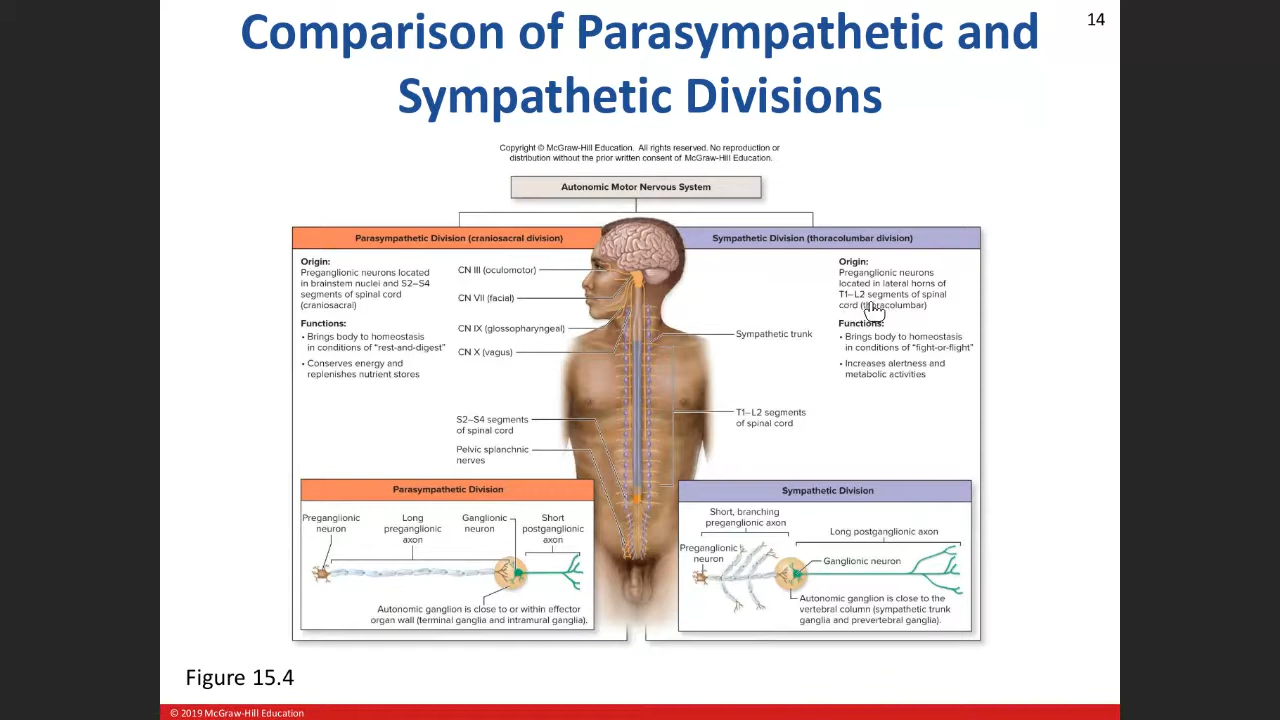 Comparison of Parasympathetic and
Sympathetic Divisions
14
Copyright © McGraw-Hill Education. All rights reserved. No reproduction or
distribution without the prior written consent of McGraw-Hill Education.
Autonomic Motor Nervous System
Parasympathetic Division (craniosacral division)
Origin:
Preganglionic neurons located
in brainstem nuclei and S2–S4
segments of spinal cord
(craniosacral)
Functions:
• Brings body to homeostasis
in conditions of "rest-and-digest"
• Conserves energy and
replenishes nutrient stores
CN III (oculomotor)
CN VII (facial)
CN IX (glossopharyngeal)
CN X (vagus)
S2–S4 segments
of spinal cord
Pelvic splanchnic
nerves
Sympathetic Division (thoracolumbar division)
Origin:
Preganglionic neurons
located in lateral horns of
T1–L2 segments of spinal
cord (thoracolumbar)
Functions:
• Brings body to homeostasis
in conditions of "fight-or-flight"
• Increases alertness and
metabolic activities
Sympathetic trunk
T1–L2 segments
of spinal cord
Parasympathetic Division
Preganglionic
neuron
Long
preganglionic
axon
Ganglionic
neuron
Short
postganglionic
axon
Autonomic ganglion is close to or within effector
organ wall (terminal ganglia and intramural ganglia).
Sympathetic Division
Short, branching
preganglionic axon
Long postganglionic axon
Preganglionic
neuron
Ganglionic neuron
Autonomic ganglion is close to the
vertebral column (sympathetic trunk
ganglia and prevertebral ganglia).
Figure 15.4
© 2019 McGraw-Hill Education